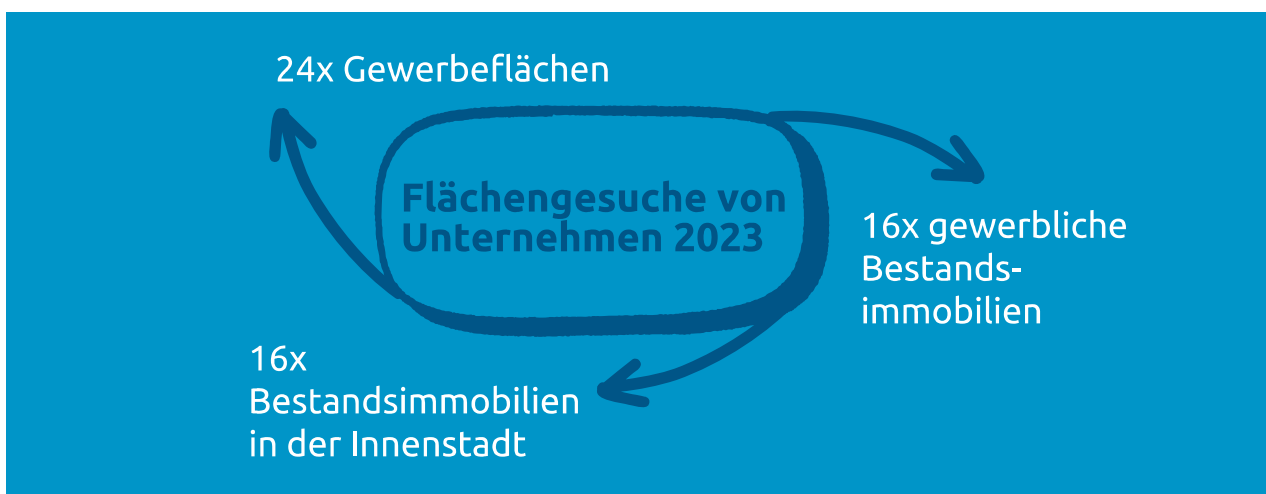 24x Gewerbeflächen
Flächengesuche von
Unternehmen 2023
16x gewerbliche
Bestands-
immobilien
16x
Bestandsimmobilien
in der Innenstadt